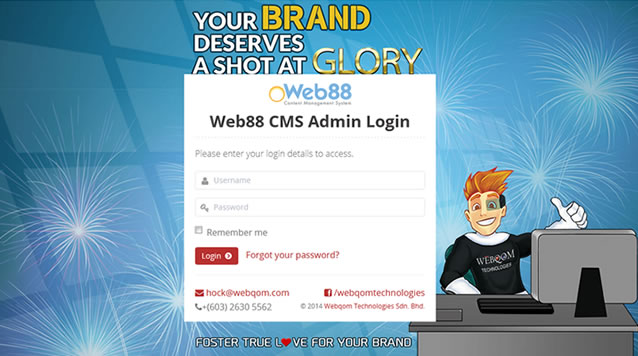 YOUR BRAND
DESERVES
A SHOT AT GLORY
Web88
Content Management System
Web88 CMS Admin Login
Please enter your login details to access.
Username
Password
Remember me
Login
Forgot your password?
hock@webqom.com
/webqomtechnologies
+(603) 2630 5562
© 2014 Webqom Technologies Sdn. Bhd.
WEBQOM
TECHNOLOGIES
FOSTER TRUE L VE FOR YOUR BRAND